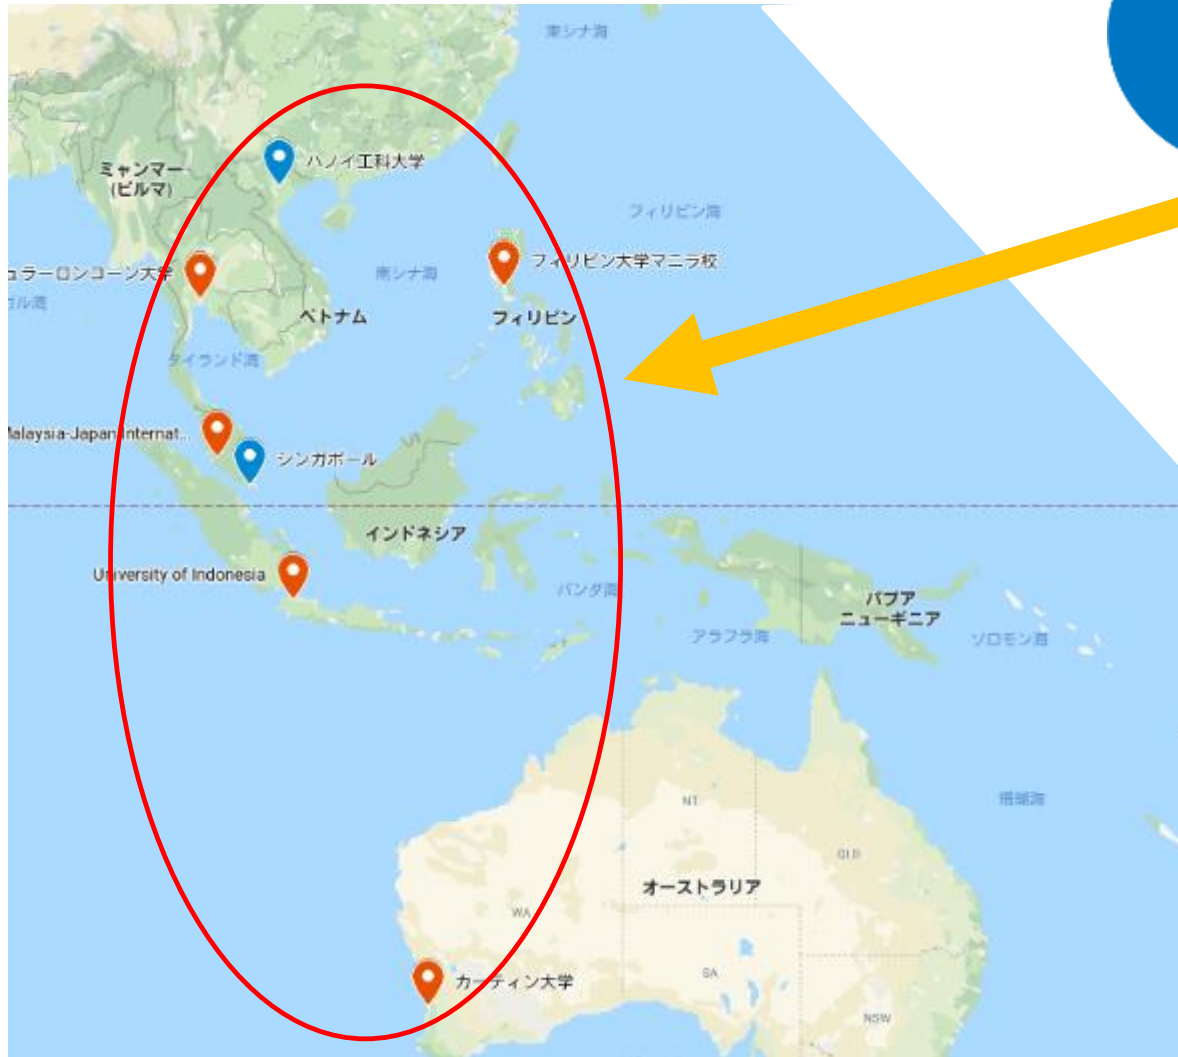 東シナ海
ハノイ工科大学
ミャンマー
(ビルマ)
フィリピン海
フィリピン大学マニラ校
ュラーロンコーン大学
南シナ海
ル湾
ベトナム
フィリピン
タイランド湾
Malaysia-Japan Internat...
シンガポール
インドネシア
University of Indonesia
バンダ海
パプア
ニューギニア
アラフラ海
ソロモン海
NT
珊瑚海
QLD
オーストラリア
WA
SA
カーティン大学
NSW